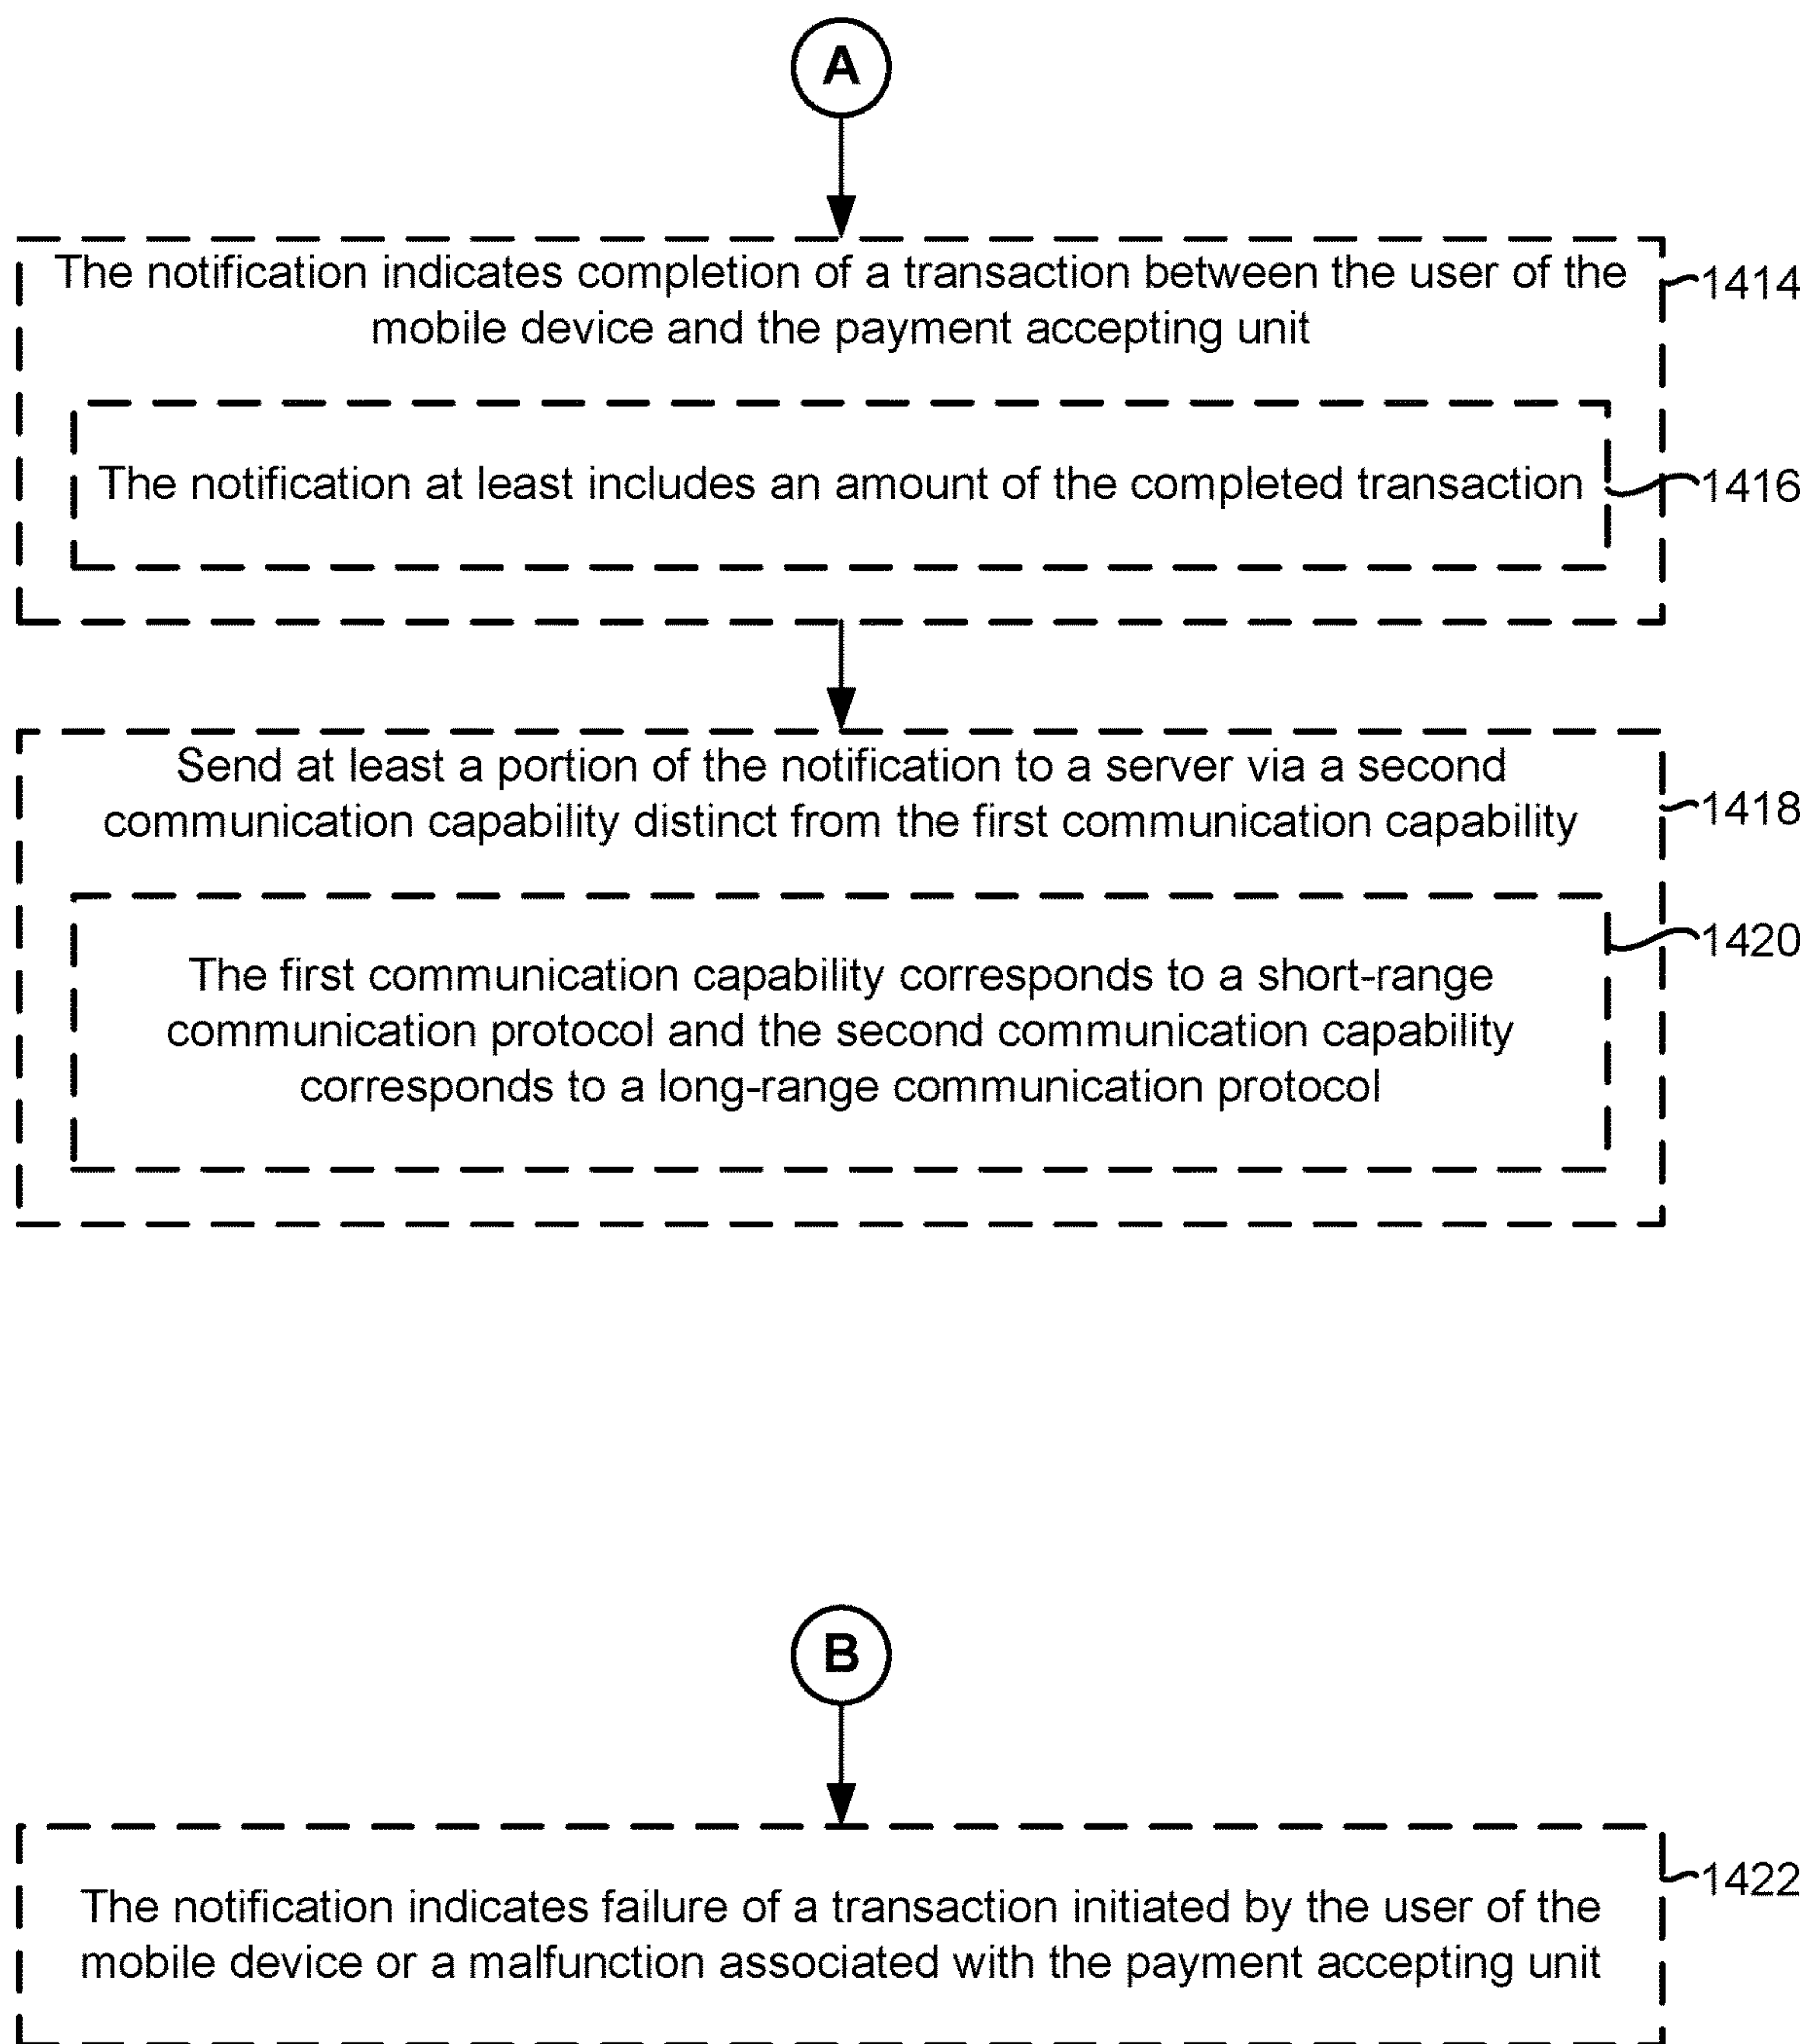 A
The notification indicates completion of a transaction between the user of the
mobile device and the payment accepting unit
1414
The notification at least includes an amount of the completed transaction
1416
Send at least a portion of the notification to a server via a second
communication capability distinct from the first communication capability
1418
The first communication capability corresponds to a short-range
communication protocol and the second communication capability
corresponds to a long-range communication protocol
1420
B
The notification indicates failure of a transaction initiated by the user of the
mobile device or a malfunction associated with the payment accepting unit
1422